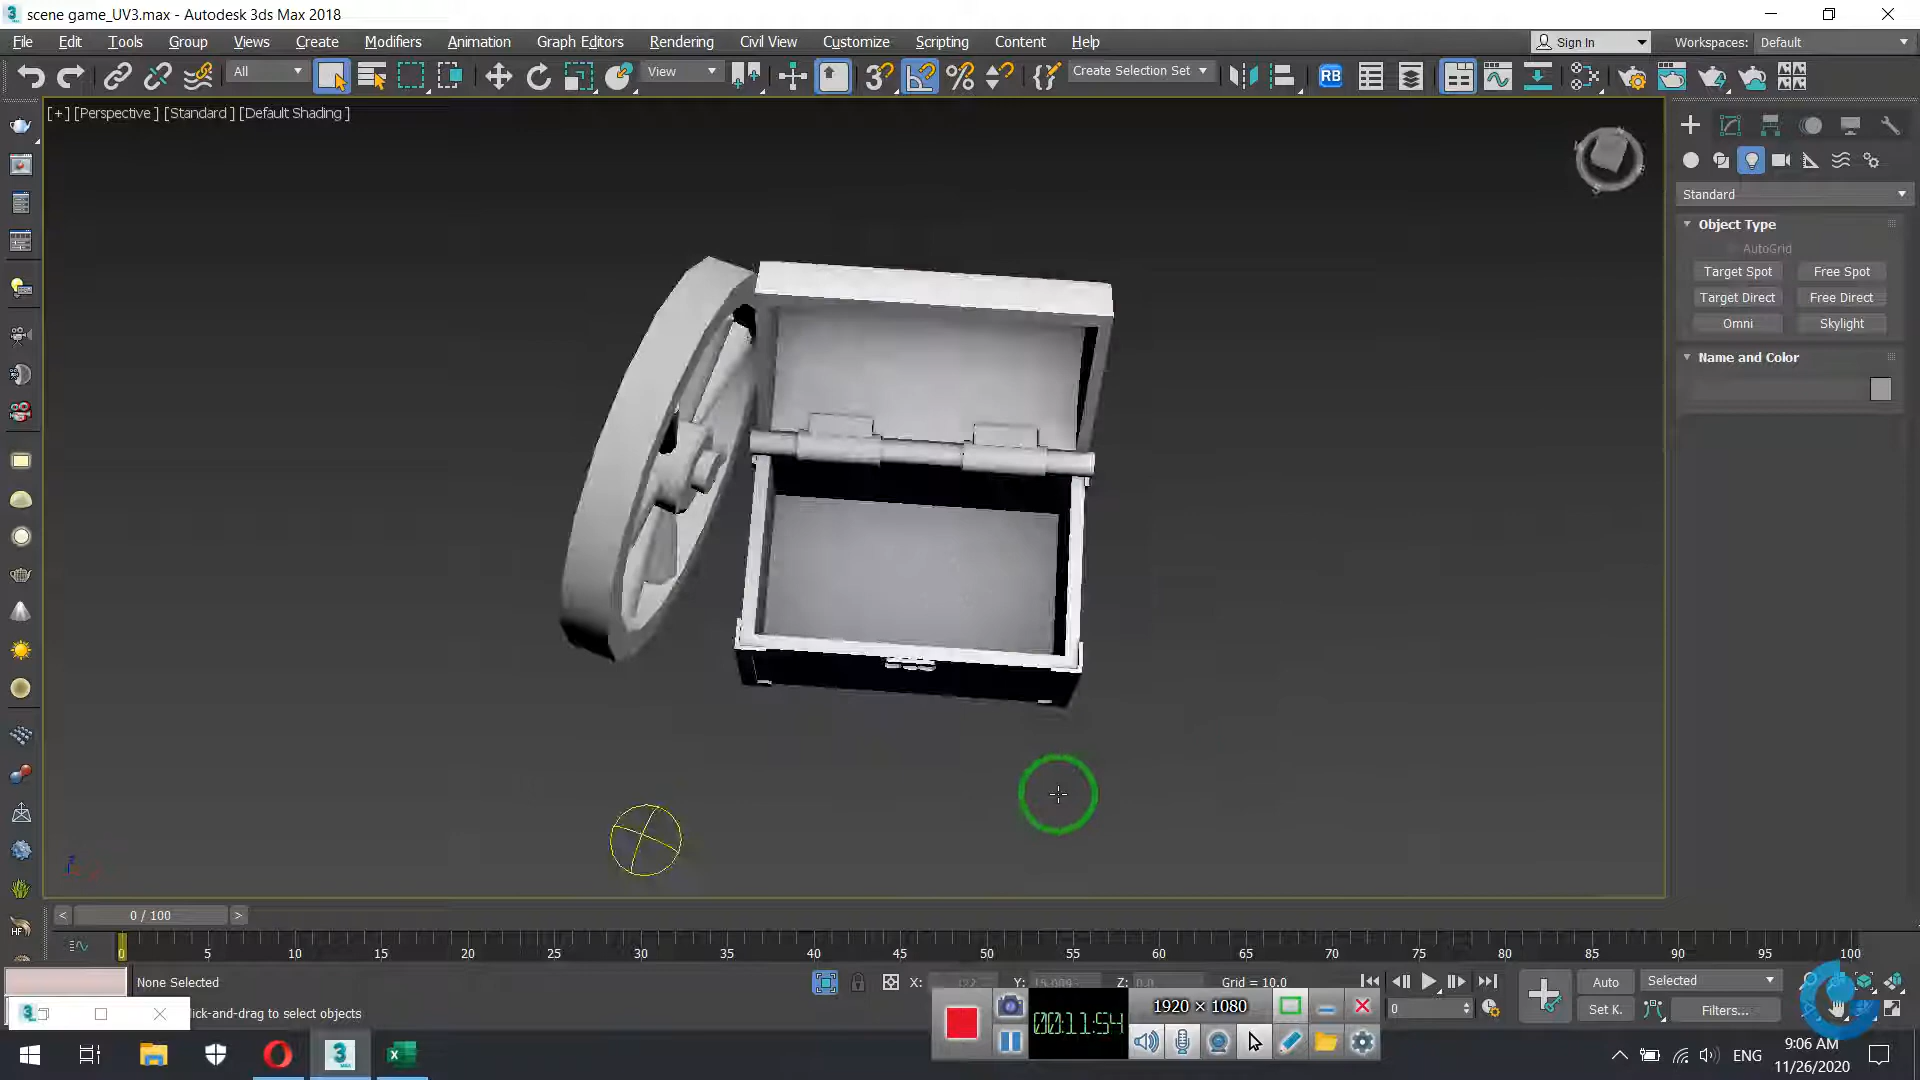 scene game_UV3.max - Autodesk 3ds Max 2018
File Edit Tools Group Views Create Modifiers Animation Graph Editors Rendering Civil View Customize Scripting Content Help
Sign In
Workspaces: Default
All
View
Create Selection Set
RB
[+] [Perspective ] [Standard ] [Default Shading ]
Standard
Object Type
AutoGrid
Target Spot Free Spot
Target Direct Free Direct
Omni Skylight
Name and Color
HF
< 0 / 100 >
0 5 10 15 20 25 30 35 40 45 50 55 60 65 70 75 80 85 90 95 100
None Selected
X: Y: Z: Grid = 10.0
Auto
Selected
lick-and-drag to select objects
00:11:54
1920 × 1080
0
Set K.
Filters...
ENG
9:06 AM
11/26/2020